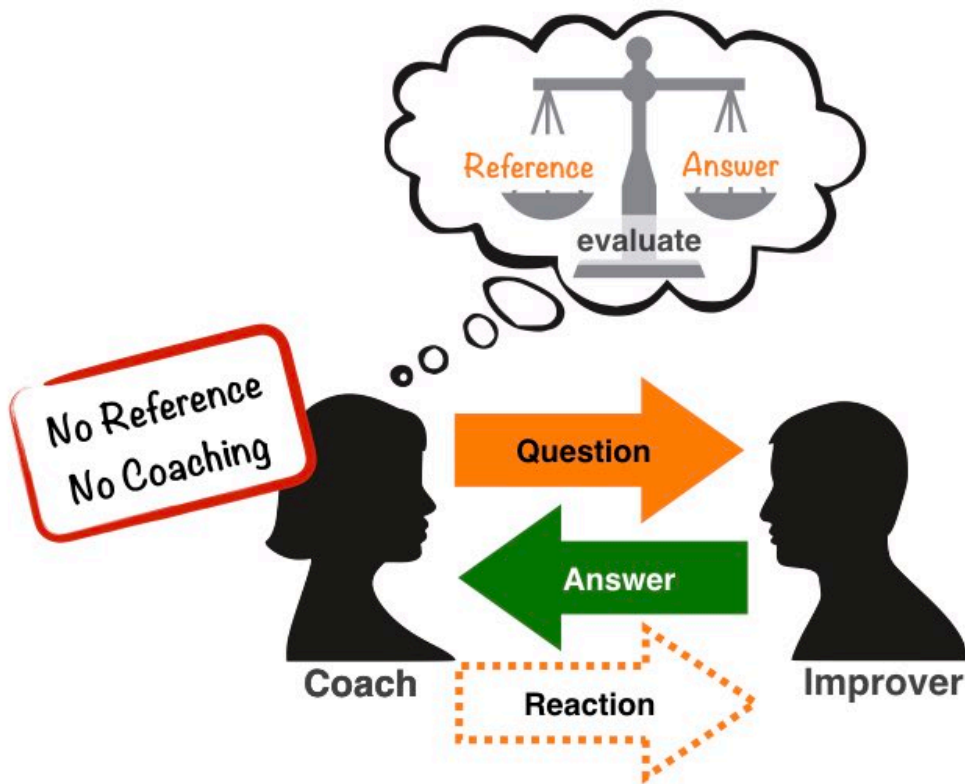 Reference
Answer
evaluate
No Reference
No Coaching
Question
Answer
Reaction
Coach
Improver